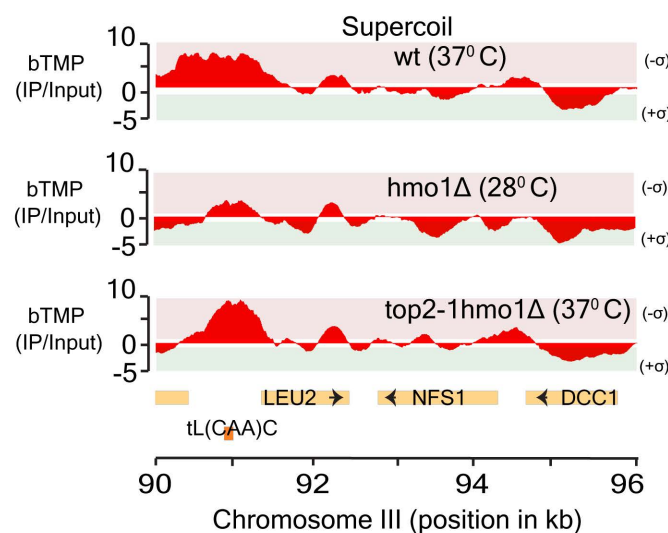 Supercoil
wt (37⁰ C)
bTMP
(IP/Input)
10
0
-5
(-σ)
(+σ)
hmo1Δ (28⁰ C)
bTMP
(IP/Input)
10
0
-5
(-σ)
(+σ)
top2-1hmo1Δ (37⁰ C)
bTMP
(IP/Input)
10
0
-5
(-σ)
(+σ)
LEU2 NFS1 DCC1
tL(CAA)C
90 92 94 96
Chromosome III (position in kb)